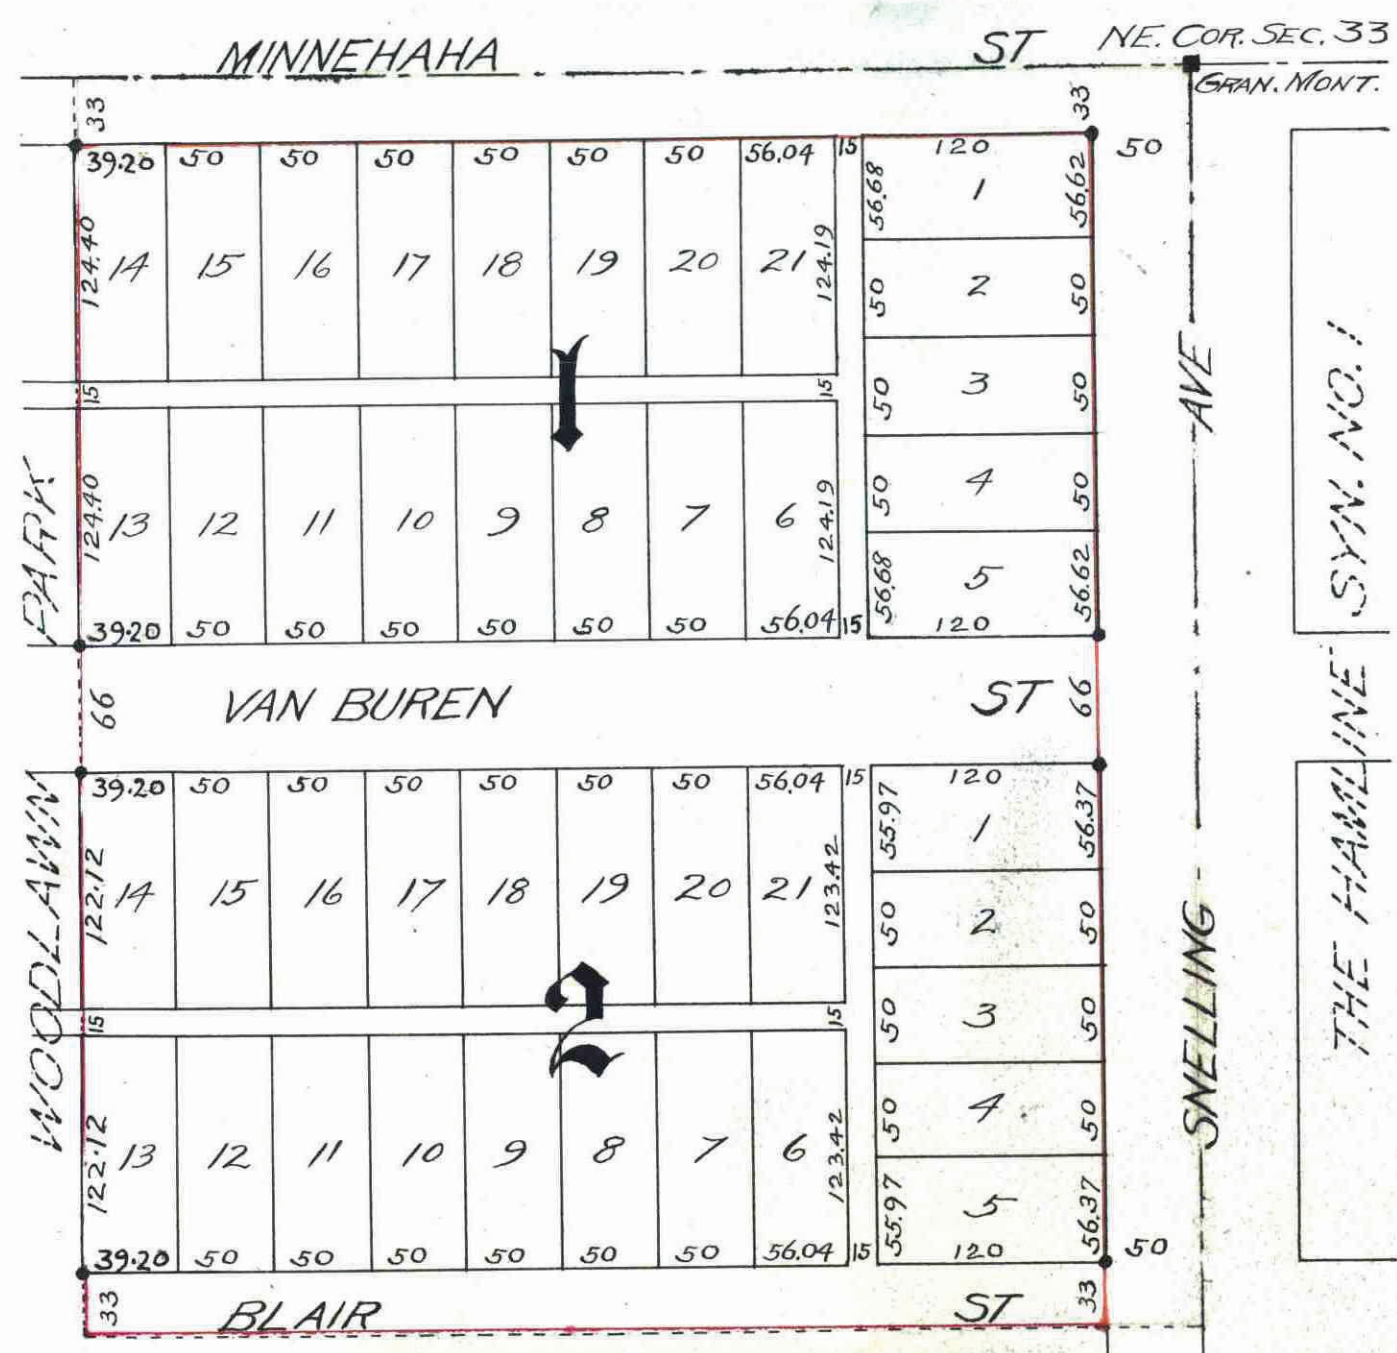 MINNEHAHA ST NE. COR. SEC. 33
GRAN. MONT.
33 33
39.20 50 50 50 50 50 50 56.04 15 120 50
124.40 14 15 16 17 18 19 20 21 124.19
56.68 1 56.62
50 2 50
15 1 15
50 3 50
124.40 13 12 11 10 9 8 7 6 124.19
50 4 50
56.68 5 56.62
39.20 50 50 50 50 50 50 56.04 15 120
66 VAN BUREN ST 66
39.20 50 50 50 50 50 50 56.04 15 120
122.12 14 15 16 17 18 19 20 21 123.42
55.97 1 56.37
50 2 50
15 2 15
50 3 50
122.12 13 12 11 10 9 8 7 6 123.42
50 4 50
55.97 5 56.37
39.20 50 50 50 50 50 50 56.04 15 120 50
33 BLAIR ST 33
WOODLAWN PARK
SNELLING AVE
THE HAMLINE SYN. NO. 1